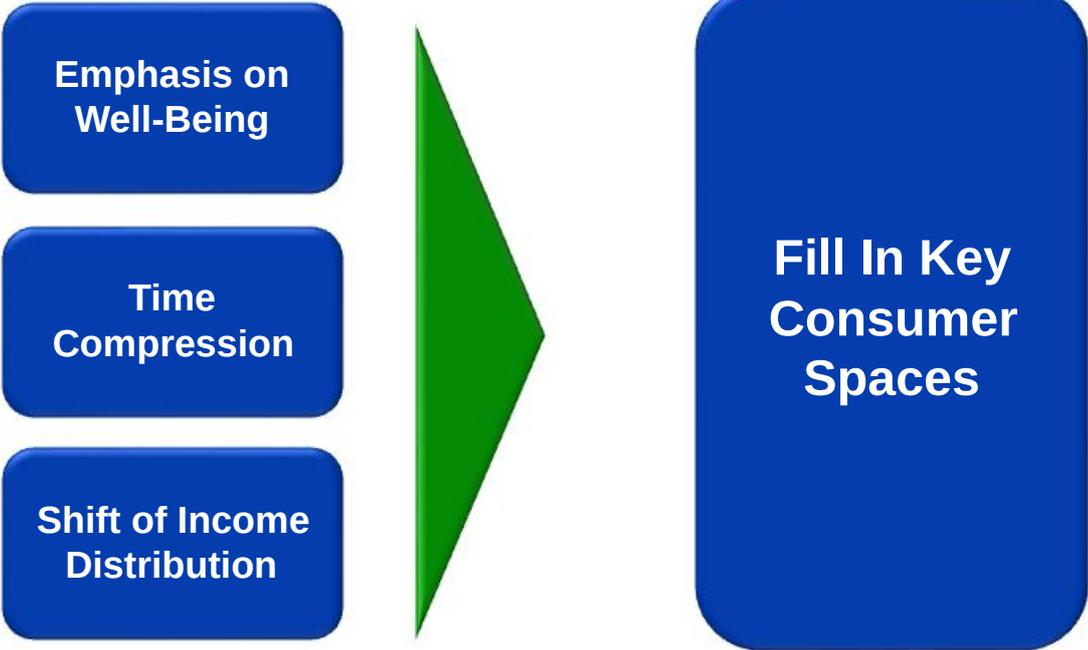 Emphasis on
Well-Being
Time
Compression
Shift of Income
Distribution
Fill In Key
Consumer
Spaces